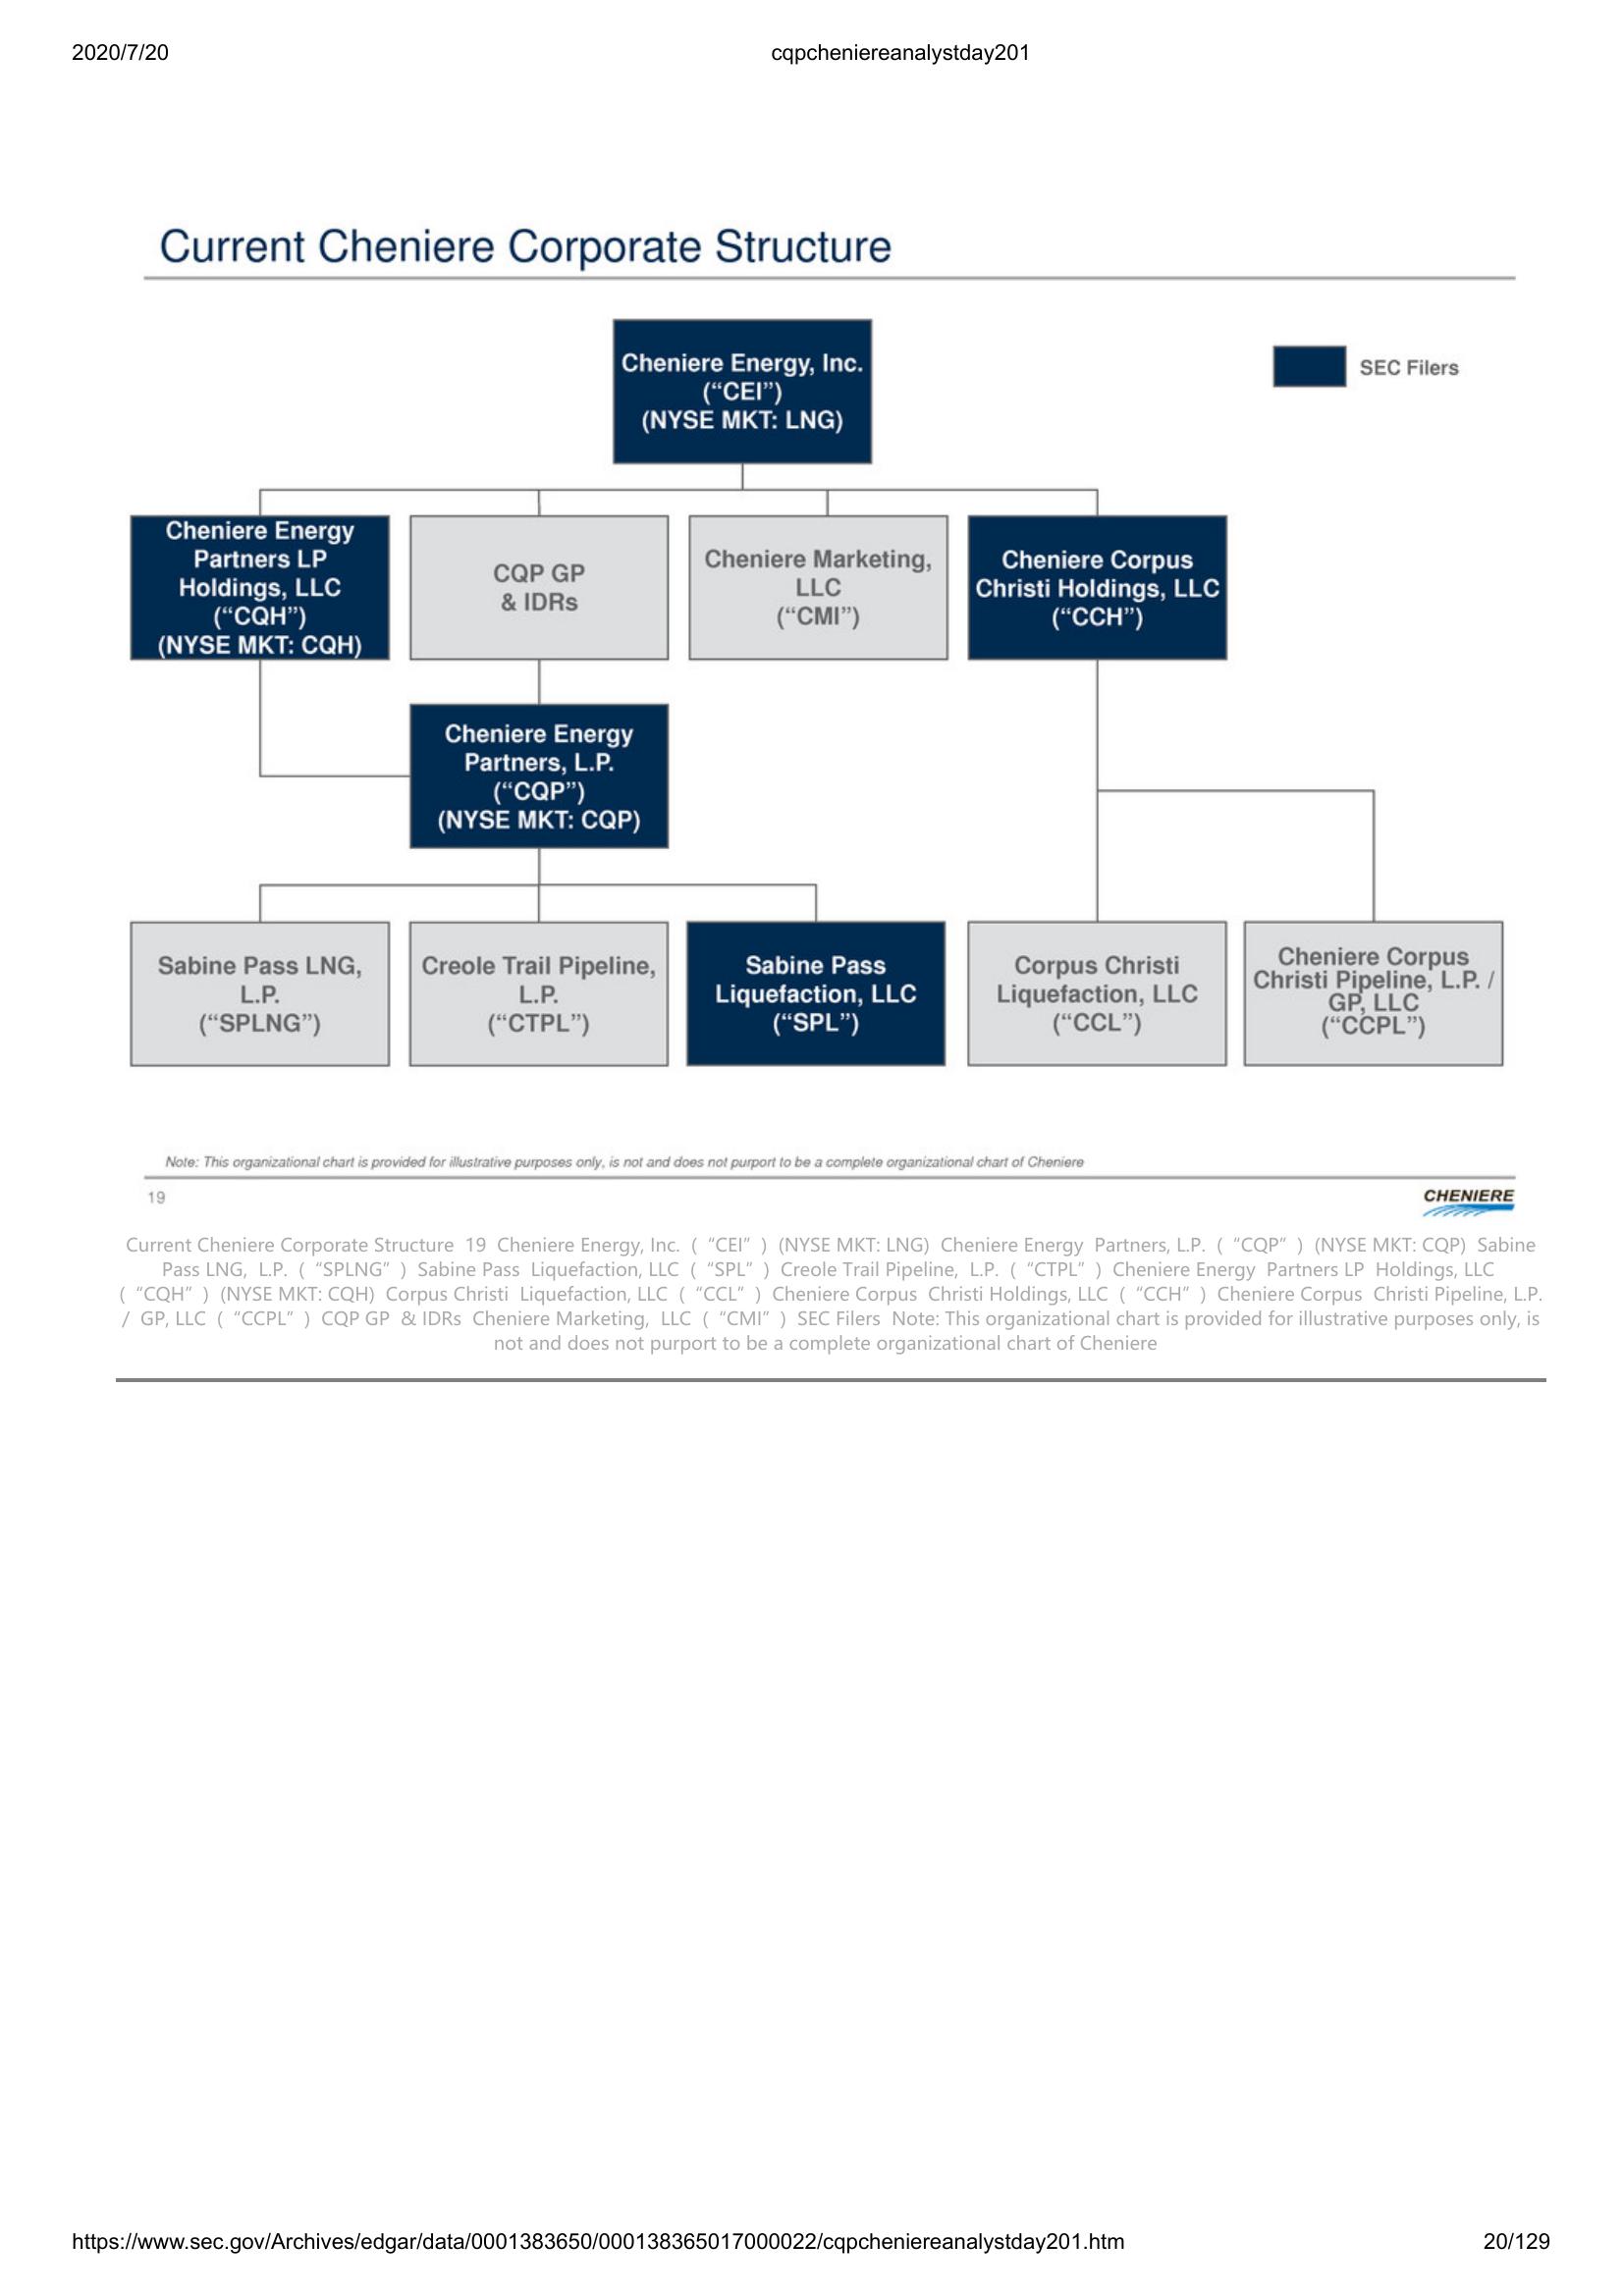 2020/7/20
cqpcheniereanalystday201
Current Cheniere Corporate Structure
Cheniere Energy, Inc.
(“CEI”)
(NYSE MKT: LNG)
SEC Filers
Cheniere Energy
Partners LP
Holdings, LLC
(“CQH”)
(NYSE MKT: CQH)
CQP GP
& IDRs
Cheniere Marketing,
LLC
(“CMI”)
Cheniere Corpus
Christi Holdings, LLC
(“CCH”)
Cheniere Energy
Partners, L.P.
(“CQP”)
(NYSE MKT: CQP)
Sabine Pass LNG,
L.P.
(“SPLNG”)
Creole Trail Pipeline,
L.P.
(“CTPL”)
Sabine Pass
Liquefaction, LLC
(“SPL”)
Corpus Christi
Liquefaction, LLC
(“CCL”)
Cheniere Corpus
Christi Pipeline, L.P. /
GP, LLC
(“CCPL”)
Note: This organizational chart is provided for illustrative purposes only, is not and does not purport to be a complete organizational chart of Cheniere
19
CHENIERE
Current Cheniere Corporate Structure 19 Cheniere Energy, Inc. ( “CEI” ) (NYSE MKT: LNG) Cheniere Energy Partners, L.P. ( “CQP” ) (NYSE MKT: CQP) Sabine
Pass LNG, L.P. ( “SPLNG” ) Sabine Pass Liquefaction, LLC ( “SPL” ) Creole Trail Pipeline, L.P. ( “CTPL” ) Cheniere Energy Partners LP Holdings, LLC
( “CQH” ) (NYSE MKT: CQH) Corpus Christi Liquefaction, LLC ( “CCL” ) Cheniere Corpus Christi Holdings, LLC ( “CCH” ) Cheniere Corpus Christi Pipeline, L.P.
/ GP, LLC ( “CCPL” ) CQP GP & IDRs Cheniere Marketing, LLC ( “CMI” ) SEC Filers Note: This organizational chart is provided for illustrative purposes only, is
not and does not purport to be a complete organizational chart of Cheniere
https://www.sec.gov/Archives/edgar/data/0001383650/000138365017000022/cqpcheniereanalystday201.htm
20/129